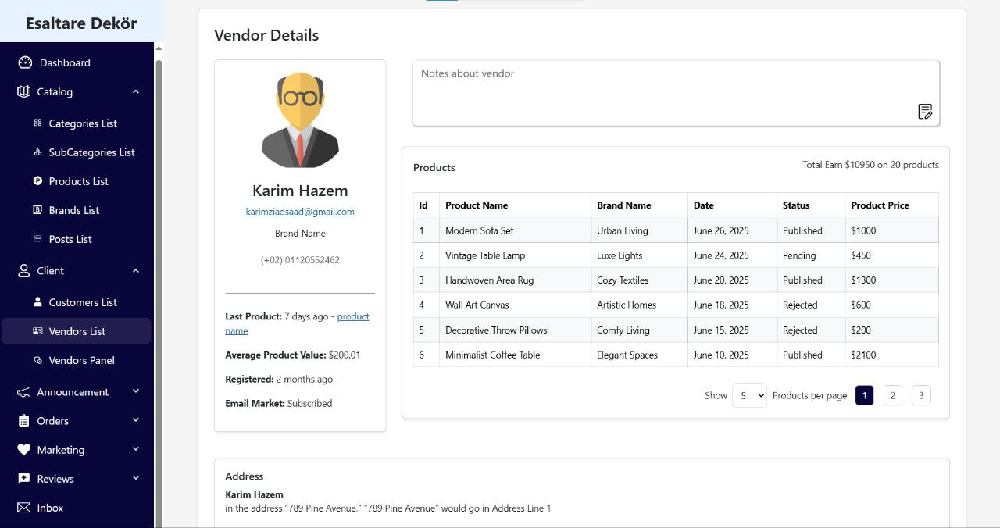 Esaltare Dekör
Dashboard
Catalog
Categories List
SubCategories List
Products List
Brands List
Posts List
Client
Customers List
Vendors List
Vendors Panel
Announcement
Orders
Marketing
Reviews
Inbox
Vendor Details
Karim Hazem
karimziadsaad@gmail.com
Brand Name
(+02) 01120552462
Last Product: 7 days ago - product
name
Average Product Value: $200.01
Registered: 2 months ago
Email Market: Subscribed
Notes about vendor
Products
Total Earn $10950 on 20 products
Id Product Name Brand Name Date Status Product Price
1 Modern Sofa Set Urban Living June 26, 2025 Published $1000
2 Vintage Table Lamp Luxe Lights June 24, 2025 Pending $450
3 Handwoven Area Rug Cozy Textiles June 20, 2025 Published $1300
4 Wall Art Canvas Artistic Homes June 18, 2025 Rejected $600
5 Decorative Throw Pillows Comfy Living June 15, 2025 Rejected $200
6 Minimalist Coffee Table Elegant Spaces June 10, 2025 Published $2100
Show 5 Products per page 1 2 3
Address
Karim Hazem
in the address “789 Pine Avenue,” “789 Pine Avenue” would go in Address Line 1